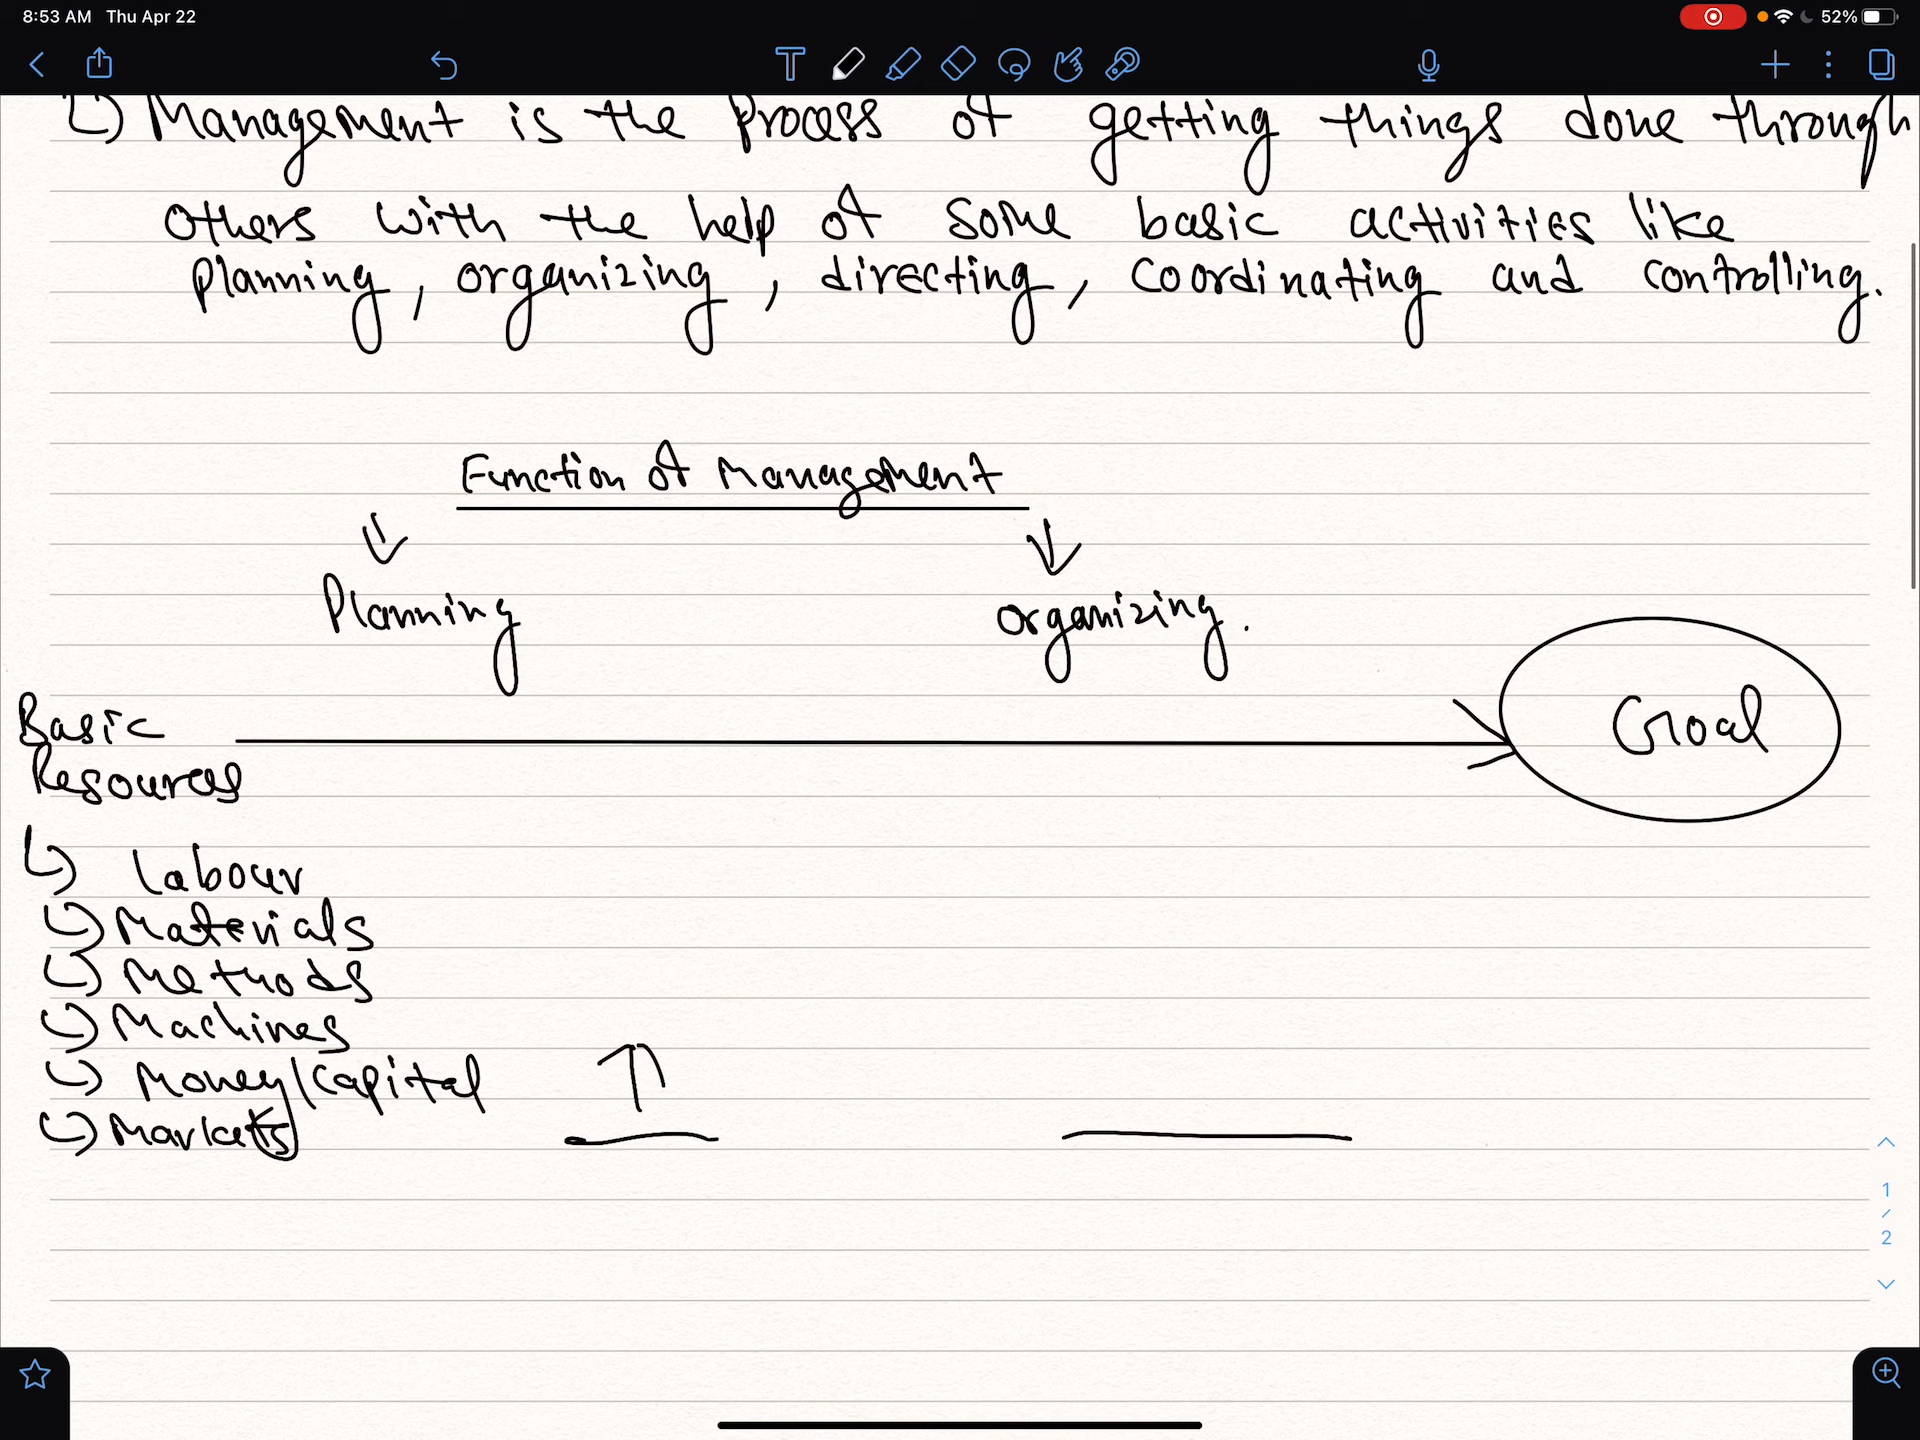 8:53 AM Thu Apr 22
52%
Management is the process of getting things done through
others with the help of some basic activities like
planning, organizing, directing, coordinating and controlling.
Function of Management
Planning
organizing.
Basic
Resources
Goal
Labour
Materials
Methods
Machines
Money/Capital
Markets
1
/
2